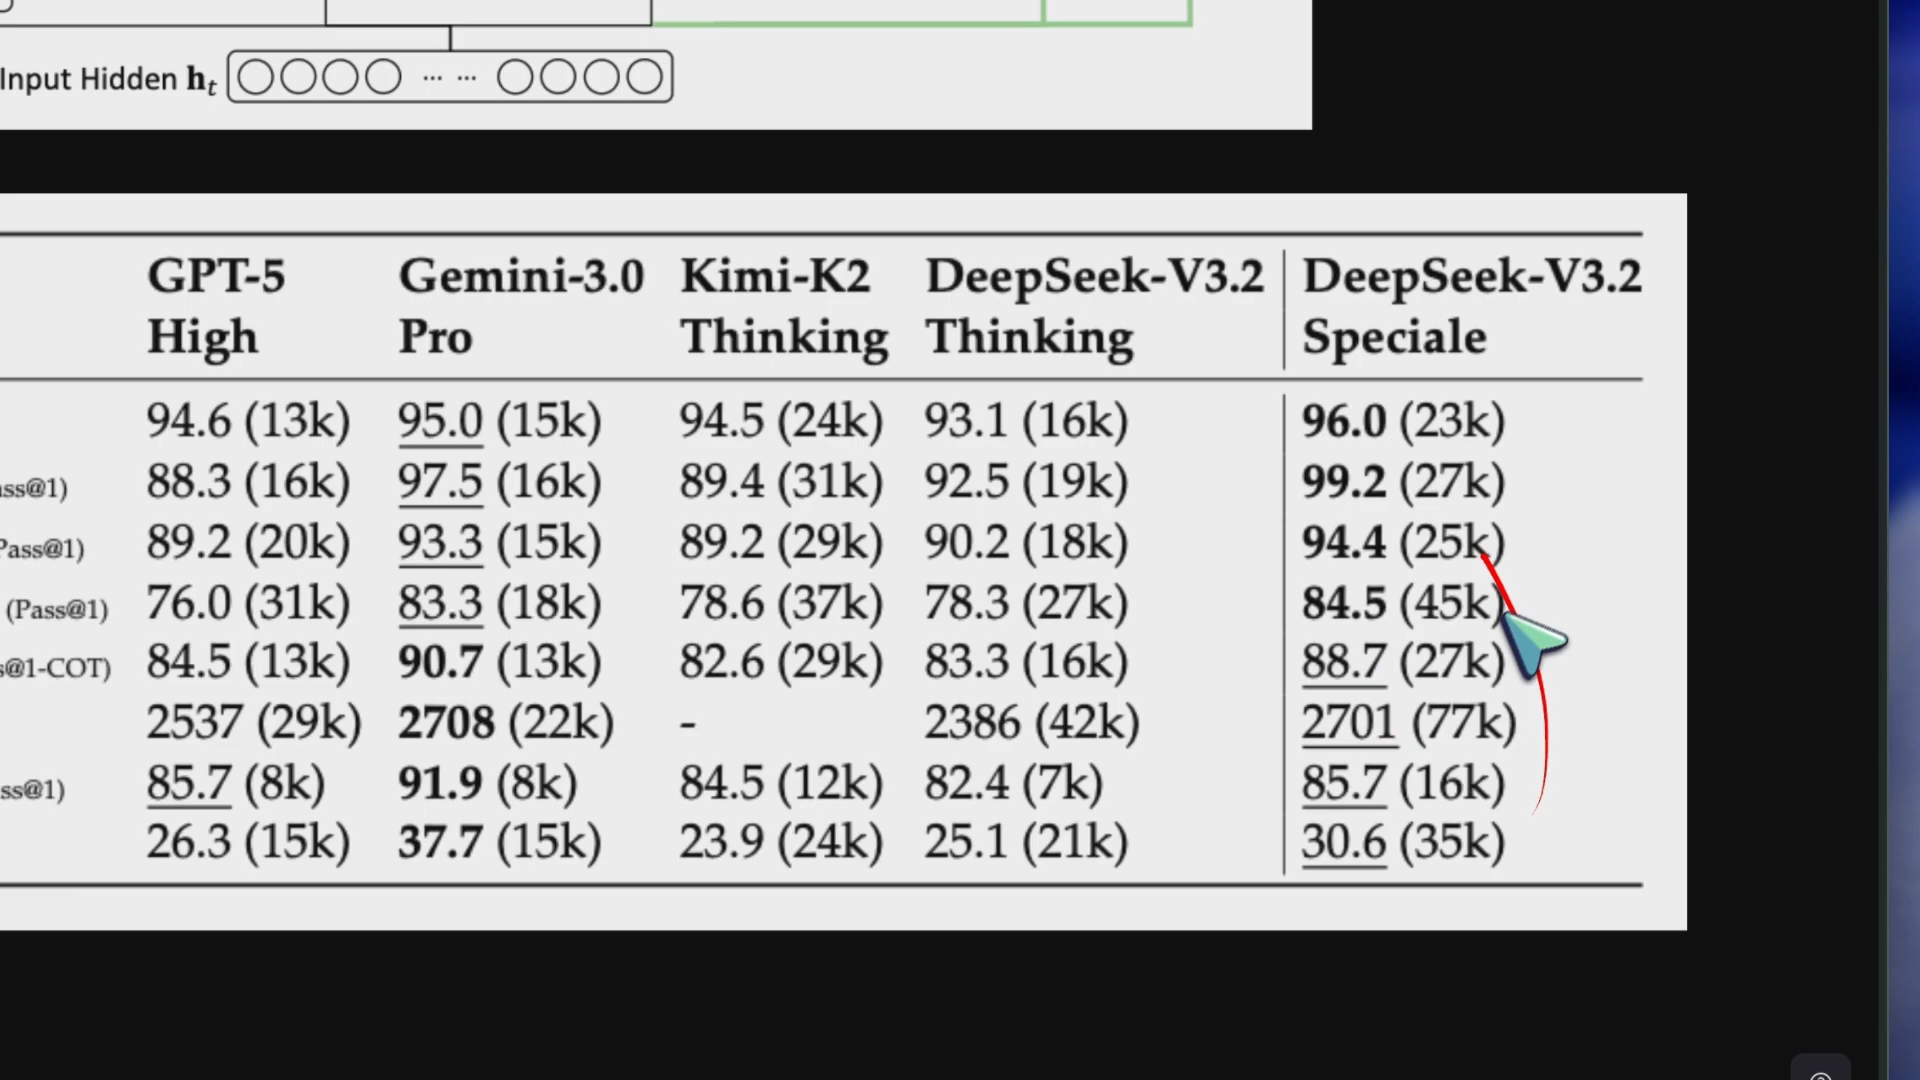 Input Hidden h_t
... ...
GPT-5 High Gemini-3.0 Pro Kimi-K2 Thinking DeepSeek-V3.2 Thinking DeepSeek-V3.2 Speciale
94.6 (13k) 95.0 (15k) 94.5 (24k) 93.1 (16k) 96.0 (23k)
ss@1) 88.3 (16k) 97.5 (16k) 89.4 (31k) 92.5 (19k) 99.2 (27k)
Pass@1) 89.2 (20k) 93.3 (15k) 89.2 (29k) 90.2 (18k) 94.4 (25k)
(Pass@1) 76.0 (31k) 83.3 (18k) 78.6 (37k) 78.3 (27k) 84.5 (45k)
s@1-COT) 84.5 (13k) 90.7 (13k) 82.6 (29k) 83.3 (16k) 88.7 (27k)
2537 (29k) 2708 (22k) - 2386 (42k) 2701 (77k)
ss@1) 85.7 (8k) 91.9 (8k) 84.5 (12k) 82.4 (7k) 85.7 (16k)
26.3 (15k) 37.7 (15k) 23.9 (24k) 25.1 (21k) 30.6 (35k)